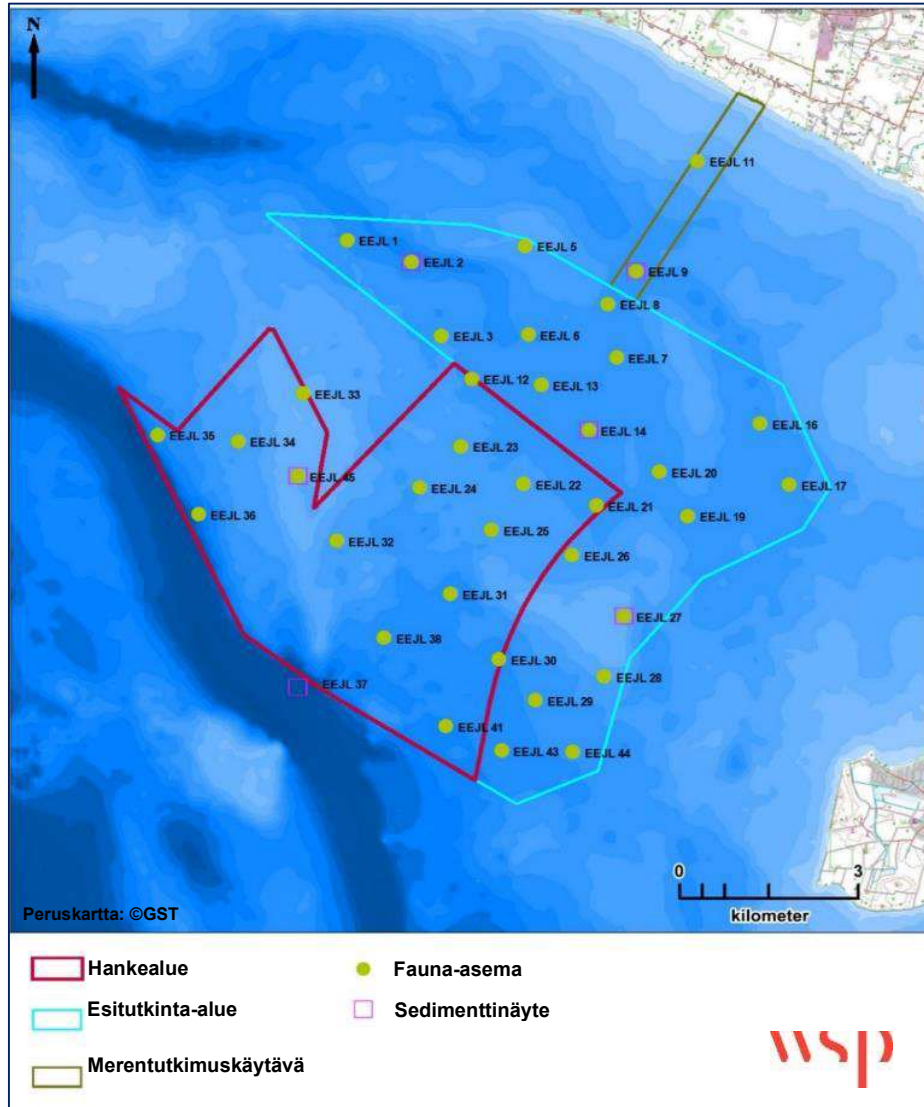 N
EEJL 11
EEJL 1
EEJL 5
EEJL 2
EEJL 9
EEJL 8
EEJL 3
EEJL 6
EEJL 7
EEJL 12
EEJL 13
EEJL 33
EEJL 16
EEJL 14
EEJL 35
EEJL 34
EEJL 23
EEJL 20
EEJL 45
EEJL 24
EEJL 22
EEJL 17
EEJL 21
EEJL 36
EEJL 19
EEJL 25
EEJL 32
EEJL 26
EEJL 31
EEJL 27
EEJL 38
EEJL 30
EEJL 37
EEJL 28
EEJL 29
EEJL 41
EEJL 43
EEJL 44
0 3
kilometer
Peruskartta: ©GST
Hankealue
Fauna-asema
Esitutkinta-alue
Sedimenttinäyte
Merentutkimuskäytävä
wsp